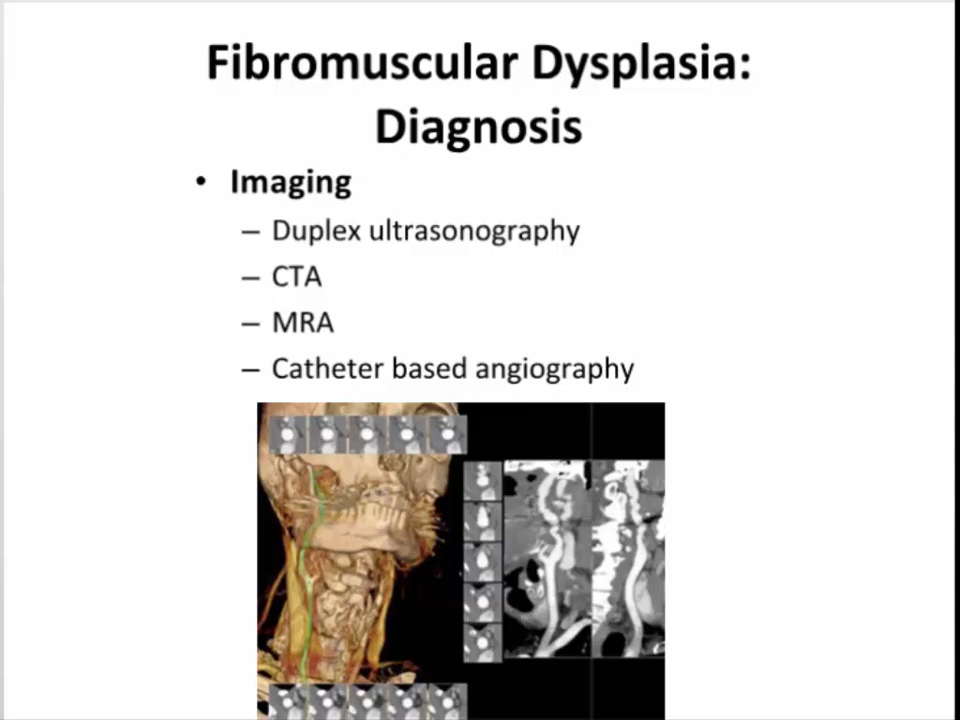 Fibromuscular Dysplasia:
Diagnosis
• Imaging
– Duplex ultrasonography
– CTA
– MRA
– Catheter based angiography